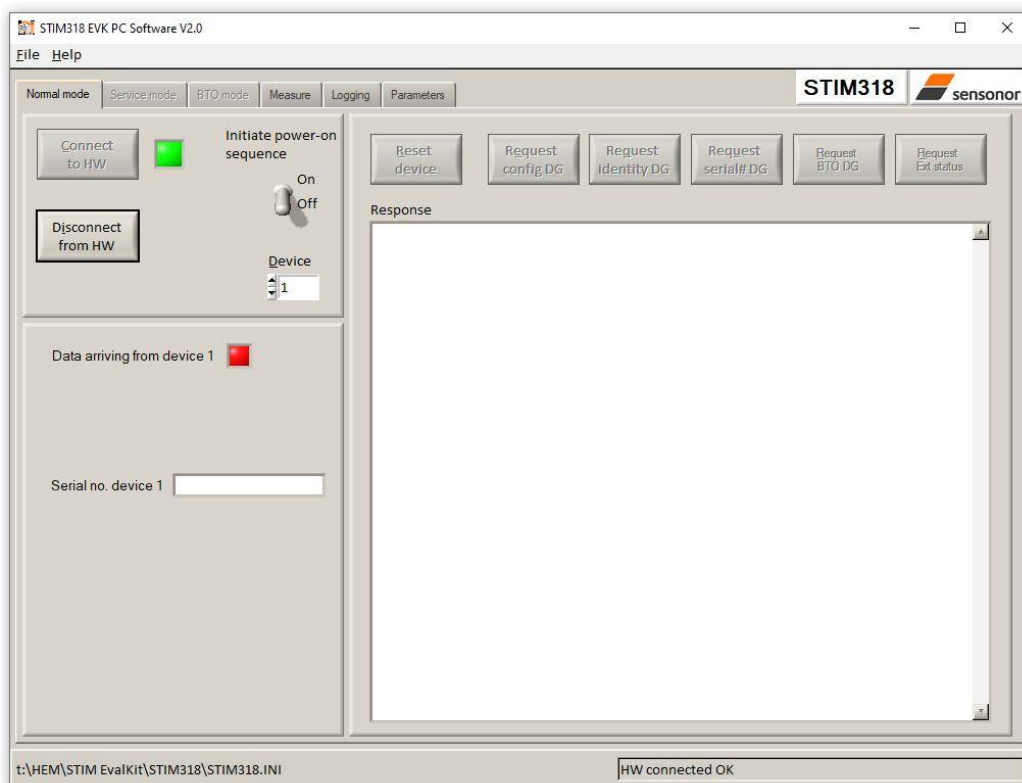 STIM318 EVK PC Software V2.0
File Help
Normal mode Service mode BTO mode Measure Logging Parameters
STIM318 sensonor
Connect
to HW
Initiate power-on
sequence
On
Off
Disconnect
from HW
Device
1
Reset
device
Request
config DG
Request
identity DG
Request
serial# DG
Request
BTO DG
Request
Ext status
Response
Data arriving from device 1
Serial no. device 1
t:\HEM\STIM EvalKit\STIM318\STIM318.INI
HW connected OK